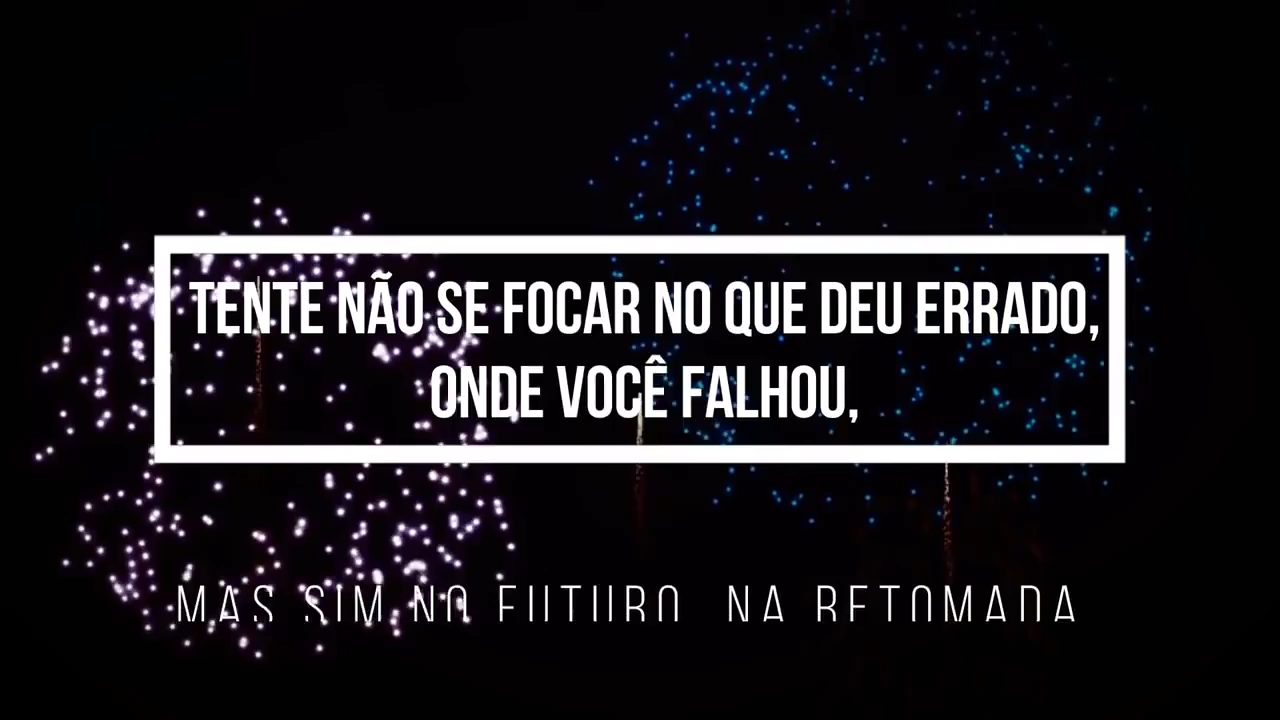 TENTE NÃO SE FOCAR NO QUE DEU ERRADO,
ONDE VOCÊ FALHOU,
MAS SIM NO FUTURO, NA RETOMADA